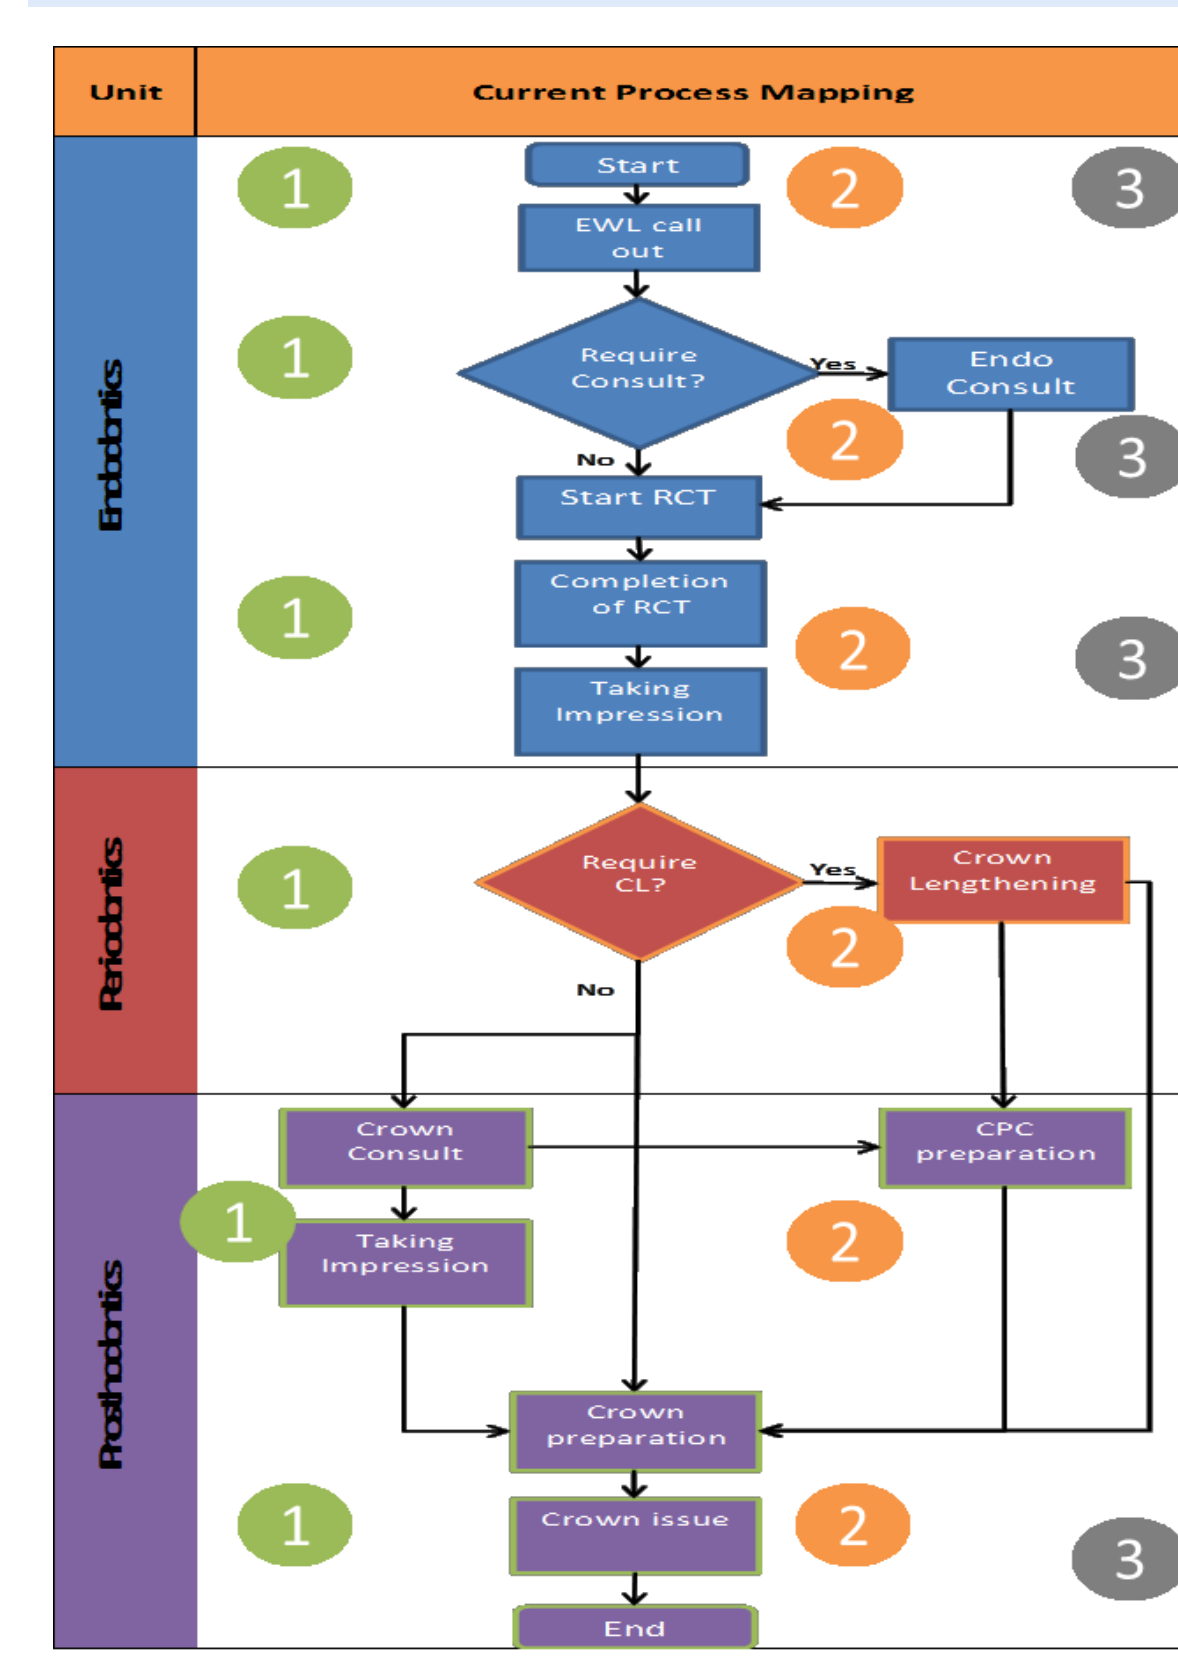 Unit
Current Process Mapping
Endodontics
1
Start
2
3
EWL call
out
1
Require
Consult?
Yes
Endo
Consult
2
3
No
Start RCT
1
Completion
of RCT
2
3
Taking
Impression
Periodontics
1
Require
CL?
Yes
Crown
Lengthening
2
No
Prosthodontics
Crown
Consult
CPC
preparation
1
Taking
Impression
2
Crown
preparation
1
Crown issue
2
3
End